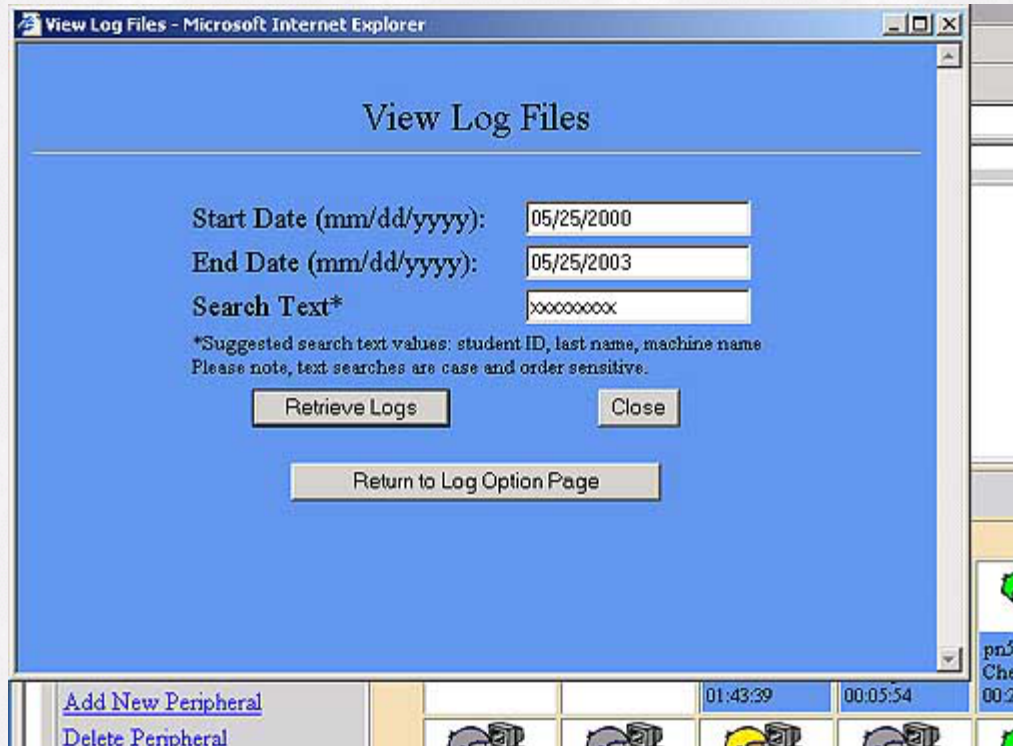 View Log Files - Microsoft Internet Explorer
View Log Files
Start Date (mm/dd/yyyy):
05/25/2000
End Date (mm/dd/yyyy):
05/25/2003
Search Text*
xxxxxxxxx
*Suggested search text values: student ID, last name, machine name
Please note, text searches are case and order sensitive.
Retrieve Logs
Close
Return to Log Option Page
Add New Peripheral
Delete Peripheral
01:43:39
00:05:54